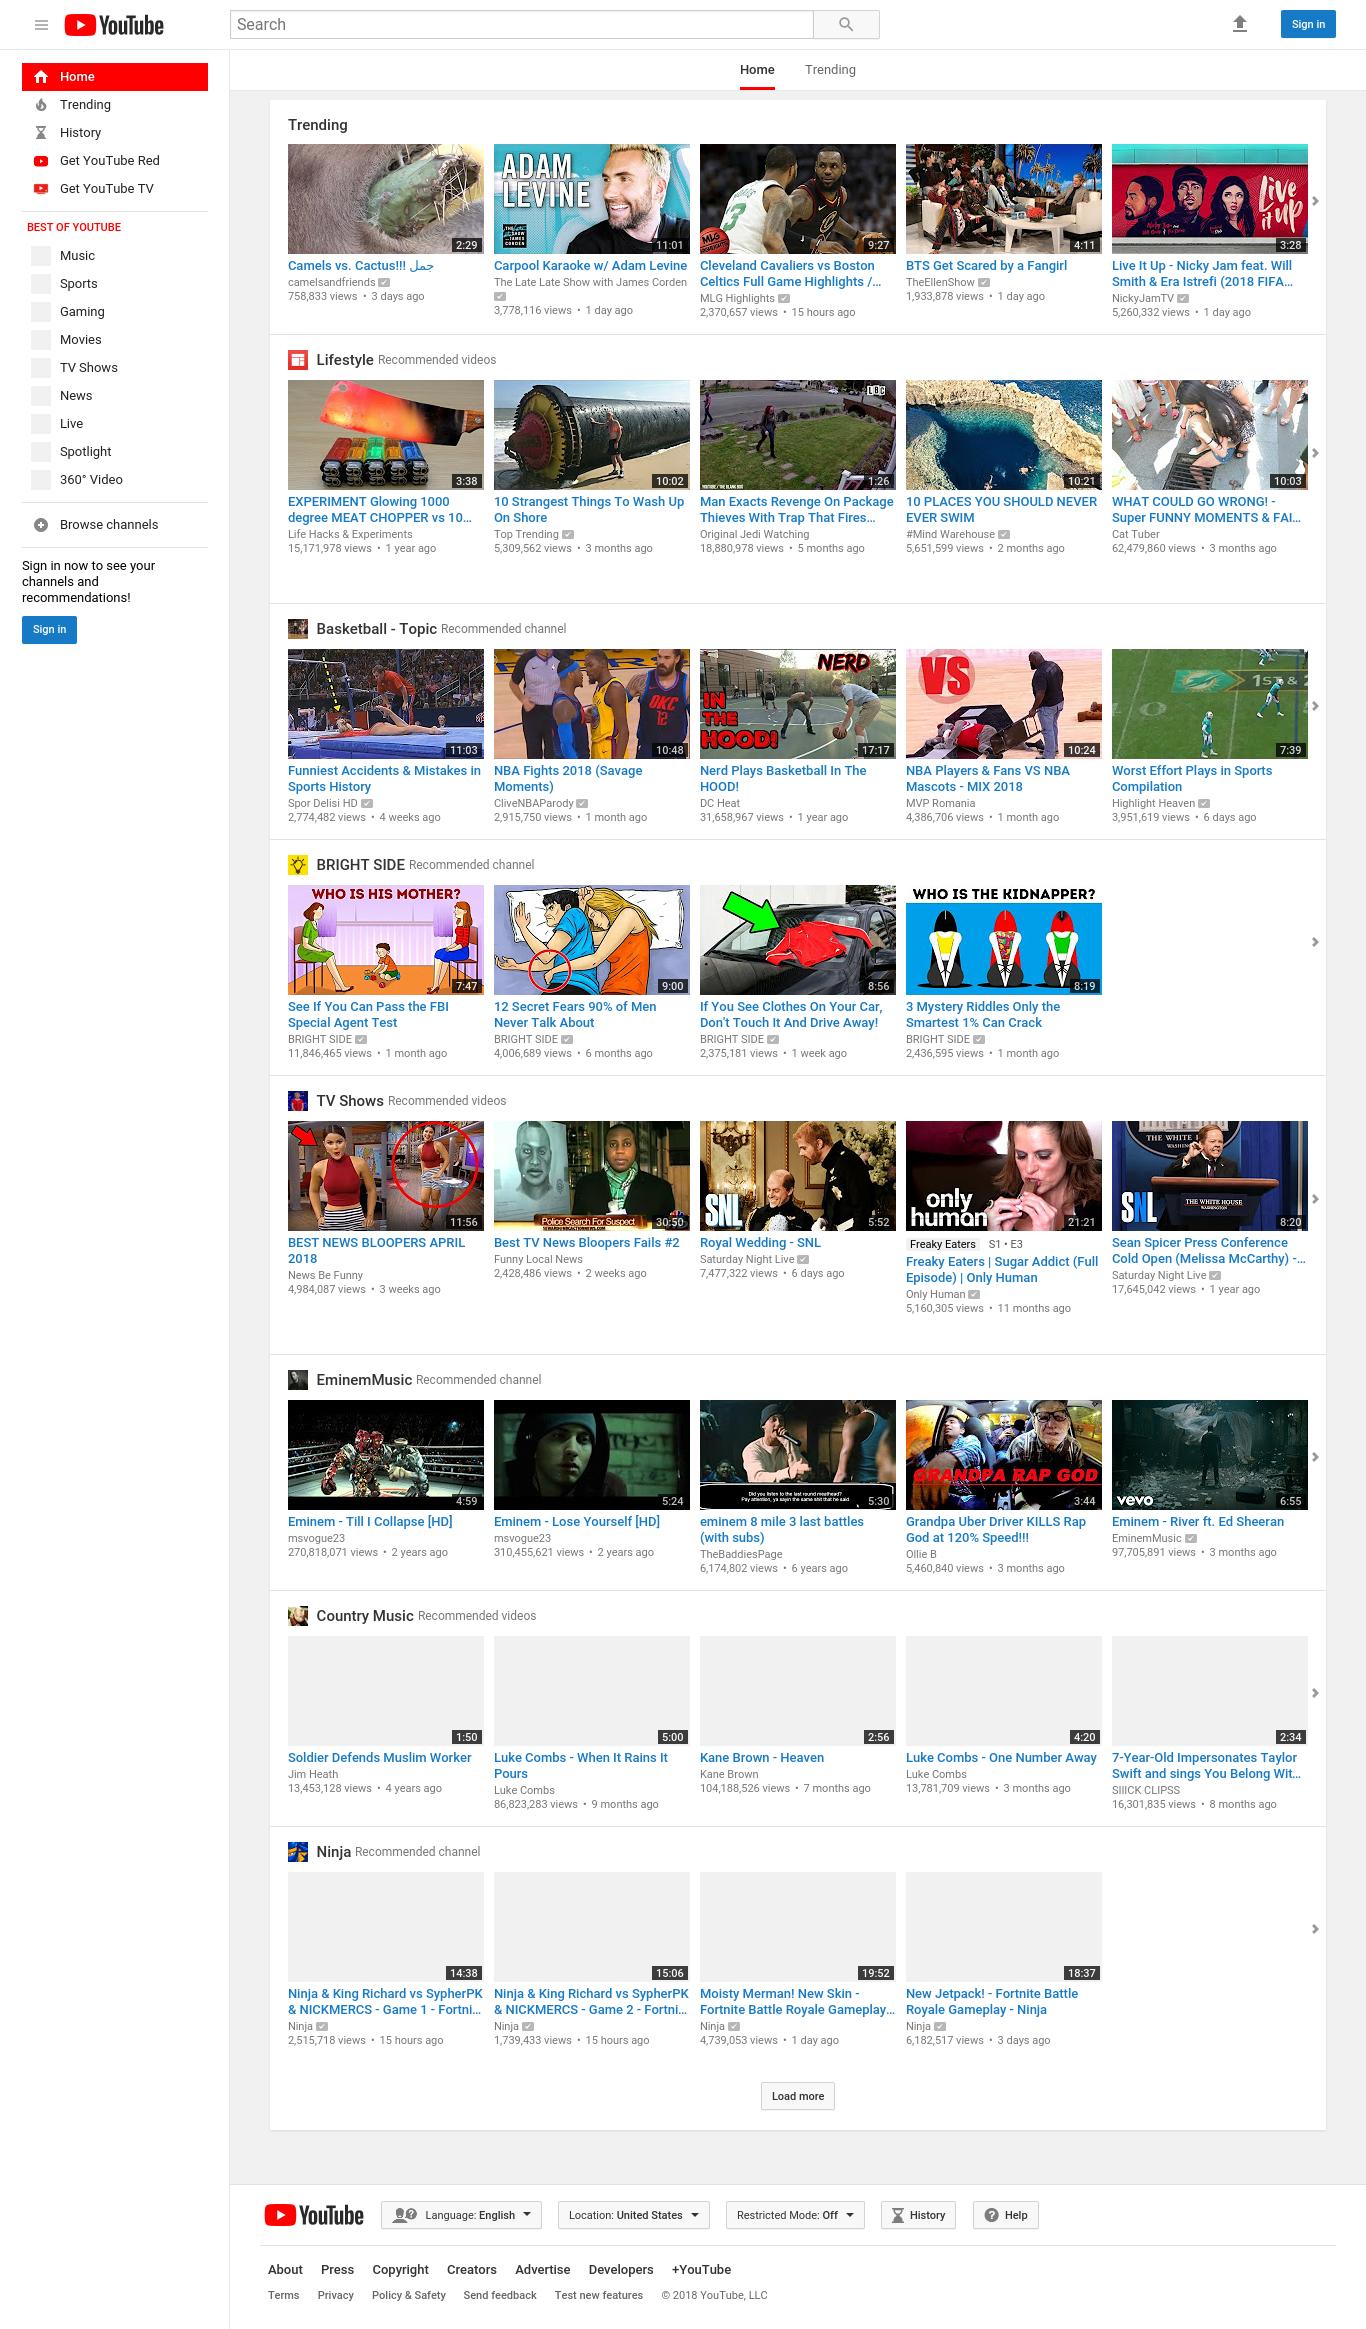 YouTube
Search
Sign in
Home
Trending
History
Get YouTube Red
Get YouTube TV
BEST OF YOUTUBE
Music
Sports
Gaming
Movies
TV Shows
News
Live
Spotlight
360° Video
Browse channels
Sign in now to see your
channels and
recommendations!
Sign in
Home Trending
Trending
2:29
Camels vs. Cactus!!! جمل
camelsandfriends
758,833 views • 3 days ago
ADAM
LEVINE
THE LATE LATE SHOW WITH JAMES CORDEN
11:01
Carpool Karaoke w/ Adam Levine
The Late Late Show with James Corden
3,778,116 views • 1 day ago
3
MLG
HIGHLIGHTS
9:27
Cleveland Cavaliers vs Boston
Celtics Full Game Highlights /...
MLG Highlights
2,370,657 views • 15 hours ago
4:11
BTS Get Scared by a Fangirl
TheEllenShow
1,933,878 views • 1 day ago
Live
it up
3:28
Live It Up - Nicky Jam feat. Will
Smith & Era Istrefi (2018 FIFA...
NickyJamTV
5,260,332 views • 1 day ago
Lifestyle Recommended videos
3:38
EXPERIMENT Glowing 1000
degree MEAT CHOPPER vs 10...
Life Hacks & Experiments
15,171,978 views • 1 year ago
10:02
10 Strangest Things To Wash Up
On Shore
Top Trending
5,309,562 views • 3 months ago
1:26
Man Exacts Revenge On Package
Thieves With Trap That Fires...
Original Jedi Watching
18,880,978 views • 5 months ago
10:21
10 PLACES YOU SHOULD NEVER
EVER SWIM
#Mind Warehouse
5,651,599 views • 2 months ago
10:03
WHAT COULD GO WRONG! -
Super FUNNY MOMENTS & FAI...
Cat Tuber
62,479,860 views • 3 months ago
Basketball - Topic Recommended channel
11:03
Funniest Accidents & Mistakes in
Sports History
Spor Delisi HD
2,774,482 views • 4 weeks ago
OKC
12
10:48
NBA Fights 2018 (Savage
Moments)
CliveNBAParody
2,915,750 views • 1 month ago
NERD
IN
THE
HOOD!
17:17
Nerd Plays Basketball In The
HOOD!
DC Heat
31,658,967 views • 1 year ago
VS
10:24
NBA Players & Fans VS NBA
Mascots - MIX 2018
MVP Romania
4,386,706 views • 1 month ago
1ST & 2
7:39
Worst Effort Plays in Sports
Compilation
Highlight Heaven
3,951,619 views • 6 days ago
BRIGHT SIDE Recommended channel
WHO IS HIS MOTHER?
7:47
See If You Can Pass the FBI
Special Agent Test
BRIGHT SIDE
11,846,465 views • 1 month ago
9:00
12 Secret Fears 90% of Men
Never Talk About
BRIGHT SIDE
4,006,689 views • 6 months ago
8:56
If You See Clothes On Your Car,
Don't Touch It And Drive Away!
BRIGHT SIDE
2,375,181 views • 1 week ago
WHO IS THE KIDNAPPER?
8:19
3 Mystery Riddles Only the
Smartest 1% Can Crack
BRIGHT SIDE
2,436,595 views • 1 month ago
TV Shows Recommended videos
11:56
BEST NEWS BLOOPERS APRIL
2018
News Be Funny
4,984,087 views • 3 weeks ago
Police Search For Suspect
30:50
Best TV News Bloopers Fails #2
Funny Local News
2,428,486 views • 2 weeks ago
SNL
5:52
Royal Wedding - SNL
Saturday Night Live
7,477,322 views • 6 days ago
only
human
21:21
Freaky Eaters S1 • E3
Freaky Eaters | Sugar Addict (Full
Episode) | Only Human
Only Human
5,160,305 views • 11 months ago
THE WHITE H
WASHING
THE WHITE HOUSE
WASHINGTON
SNL
8:20
Sean Spicer Press Conference
Cold Open (Melissa McCarthy) -...
Saturday Night Live
17,645,042 views • 1 year ago
EminemMusic Recommended channel
4:59
Eminem - Till I Collapse [HD]
msvogue23
270,818,071 views • 2 years ago
5:24
Eminem - Lose Yourself [HD]
msvogue23
310,455,621 views • 2 years ago
Did you listen to the last round meathead?
Pay attention, ya sayin the same shit that he said
5:30
eminem 8 mile 3 last battles
(with subs)
TheBaddiesPage
6,174,802 views • 6 years ago
GRANDPA RAP GOD
3:44
Grandpa Uber Driver KILLS Rap
God at 120% Speed!!!
Ollie B
5,460,840 views • 3 months ago
vevo
6:55
Eminem - River ft. Ed Sheeran
EminemMusic
97,705,891 views • 3 months ago
Country Music Recommended videos
1:50
Soldier Defends Muslim Worker
Jim Heath
13,453,128 views • 4 years ago
5:00
Luke Combs - When It Rains It
Pours
Luke Combs
86,823,283 views • 9 months ago
2:56
Kane Brown - Heaven
Kane Brown
104,188,526 views • 7 months ago
4:20
Luke Combs - One Number Away
Luke Combs
13,781,709 views • 3 months ago
2:34
7-Year-Old Impersonates Taylor
Swift and sings You Belong Wit...
SIIICK CLIPSS
16,301,835 views • 8 months ago
Ninja Recommended channel
14:38
Ninja & King Richard vs SypherPK
& NICKMERCS - Game 1 - Fortni...
Ninja
2,515,718 views • 15 hours ago
15:06
Ninja & King Richard vs SypherPK
& NICKMERCS - Game 2 - Fortni...
Ninja
1,739,433 views • 15 hours ago
19:52
Moisty Merman! New Skin -
Fortnite Battle Royale Gameplay...
Ninja
4,739,053 views • 1 day ago
18:37
New Jetpack! - Fortnite Battle
Royale Gameplay - Ninja
Ninja
6,182,517 views • 3 days ago
Load more
YouTube Language: English Location: United States Restricted Mode: Off History Help
About Press Copyright Creators Advertise Developers +YouTube
Terms Privacy Policy & Safety Send feedback Test new features © 2018 YouTube, LLC